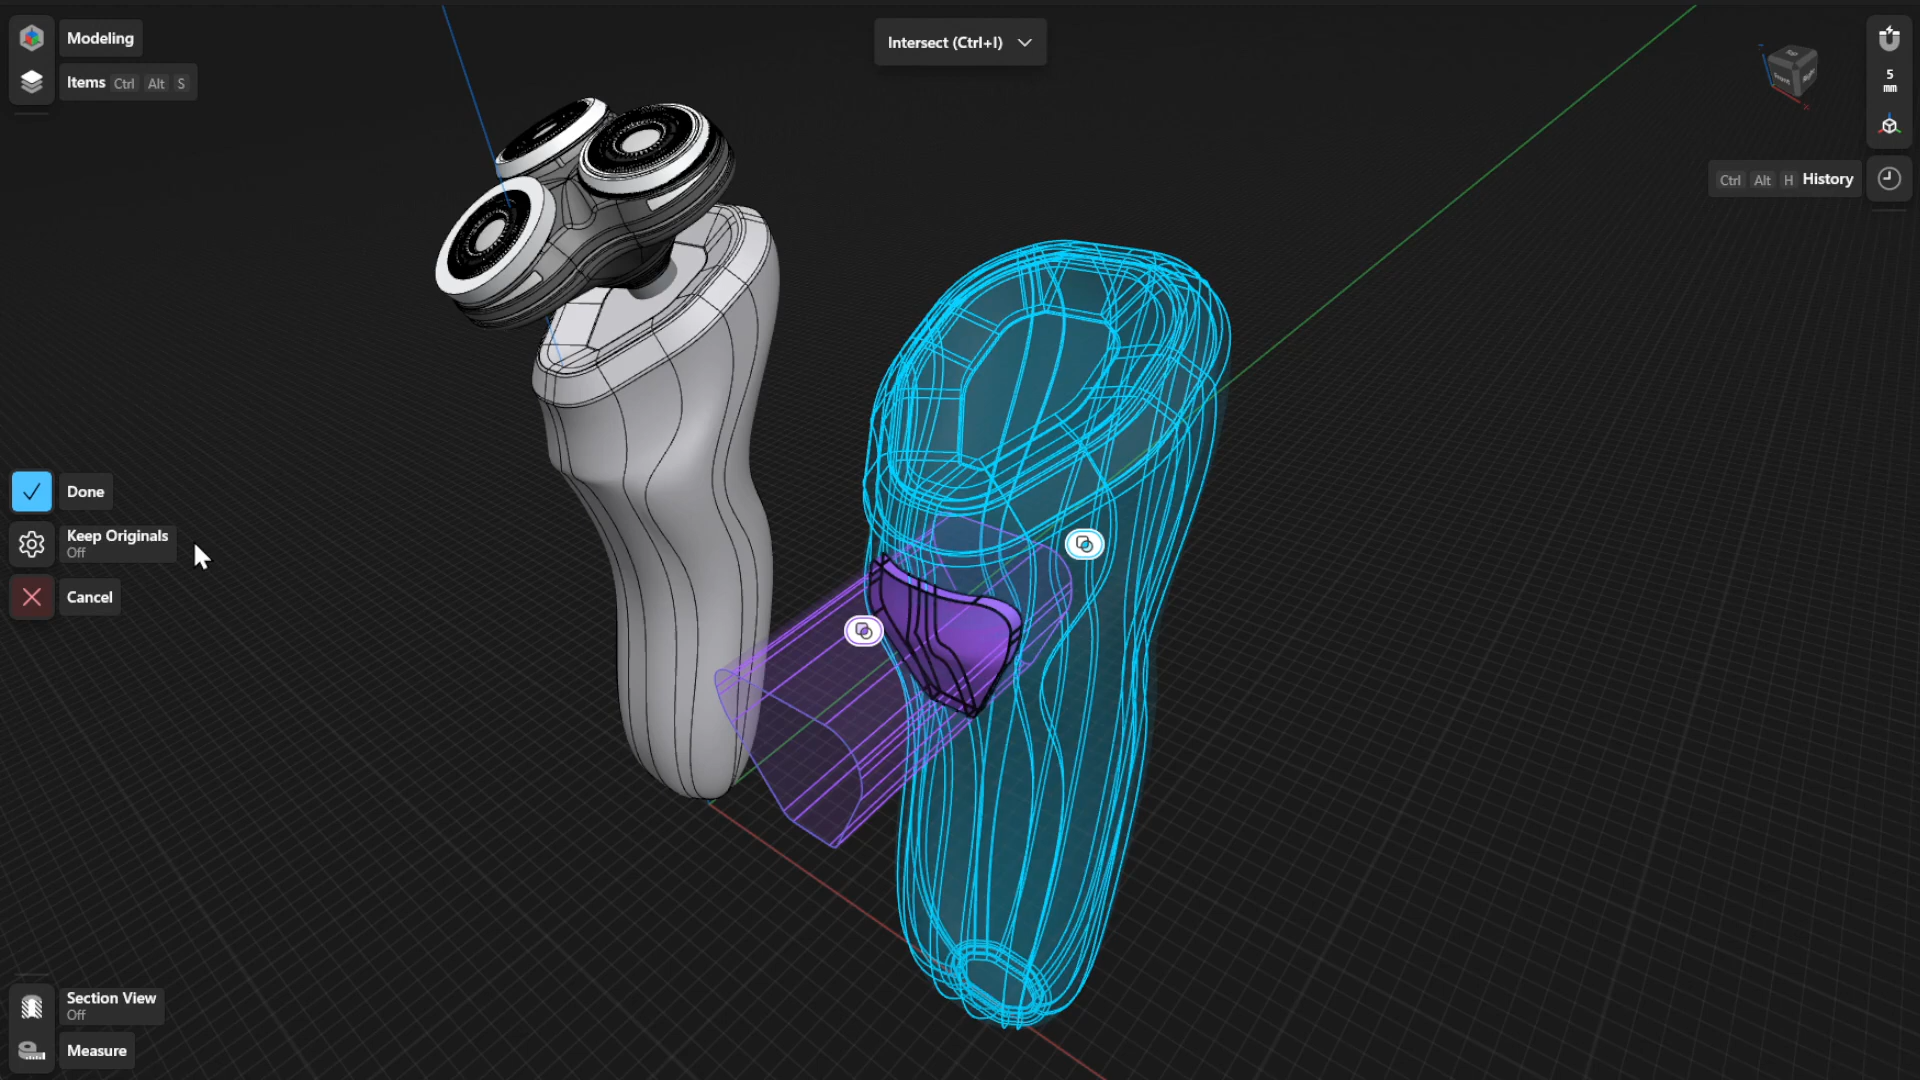 Modeling
Items Ctrl Alt S
Intersect (Ctrl+I)
5
mm
Ctrl Alt H History
Done
Keep Originals
Off
Cancel
Section View
Off
Measure